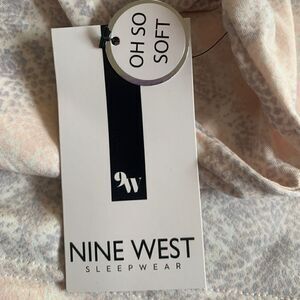 OH SO
SOFT
9W
NINE WEST
SLEEPWEAR